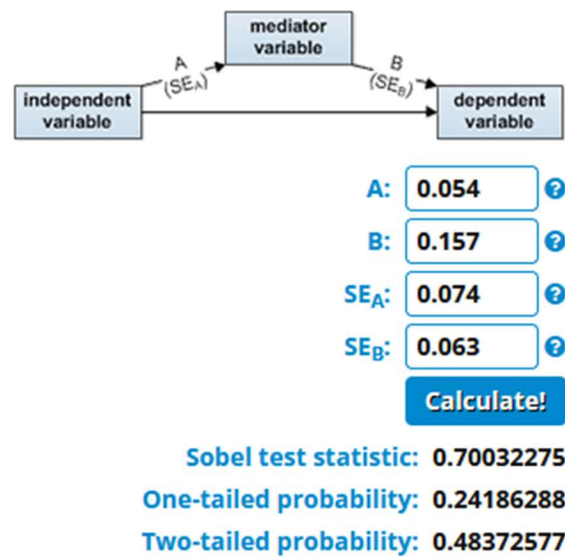 mediator
variable
A
(SEA)
B
(SEB)
independent
variable
dependent
variable
A: 0.054 ?
B: 0.157 ?
SEA: 0.074 ?
SEB: 0.063 ?
Calculate!
Sobel test statistic: 0.70032275
One-tailed probability: 0.24186288
Two-tailed probability: 0.48372577